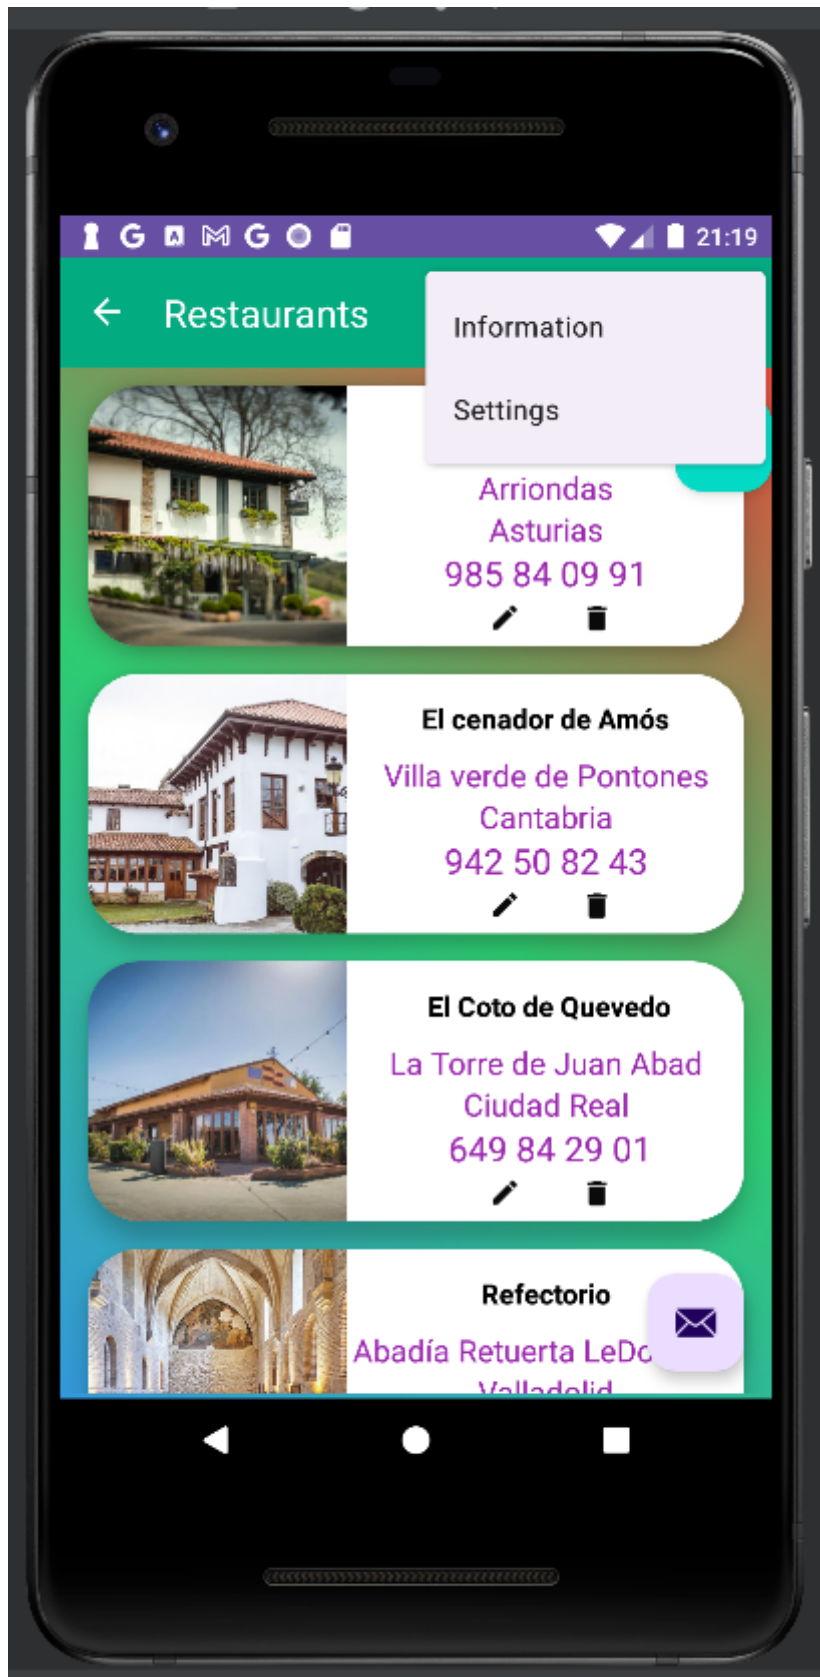 21:19
Restaurants
Information
Settings
Arriondas
Asturias
985 84 09 91
El cenador de Amós
Villa verde de Pontones
Cantabria
942 50 82 43
El Coto de Quevedo
La Torre de Juan Abad
Ciudad Real
649 84 29 01
Refectorio
Abadía Retuerta LeDo
Valladolid